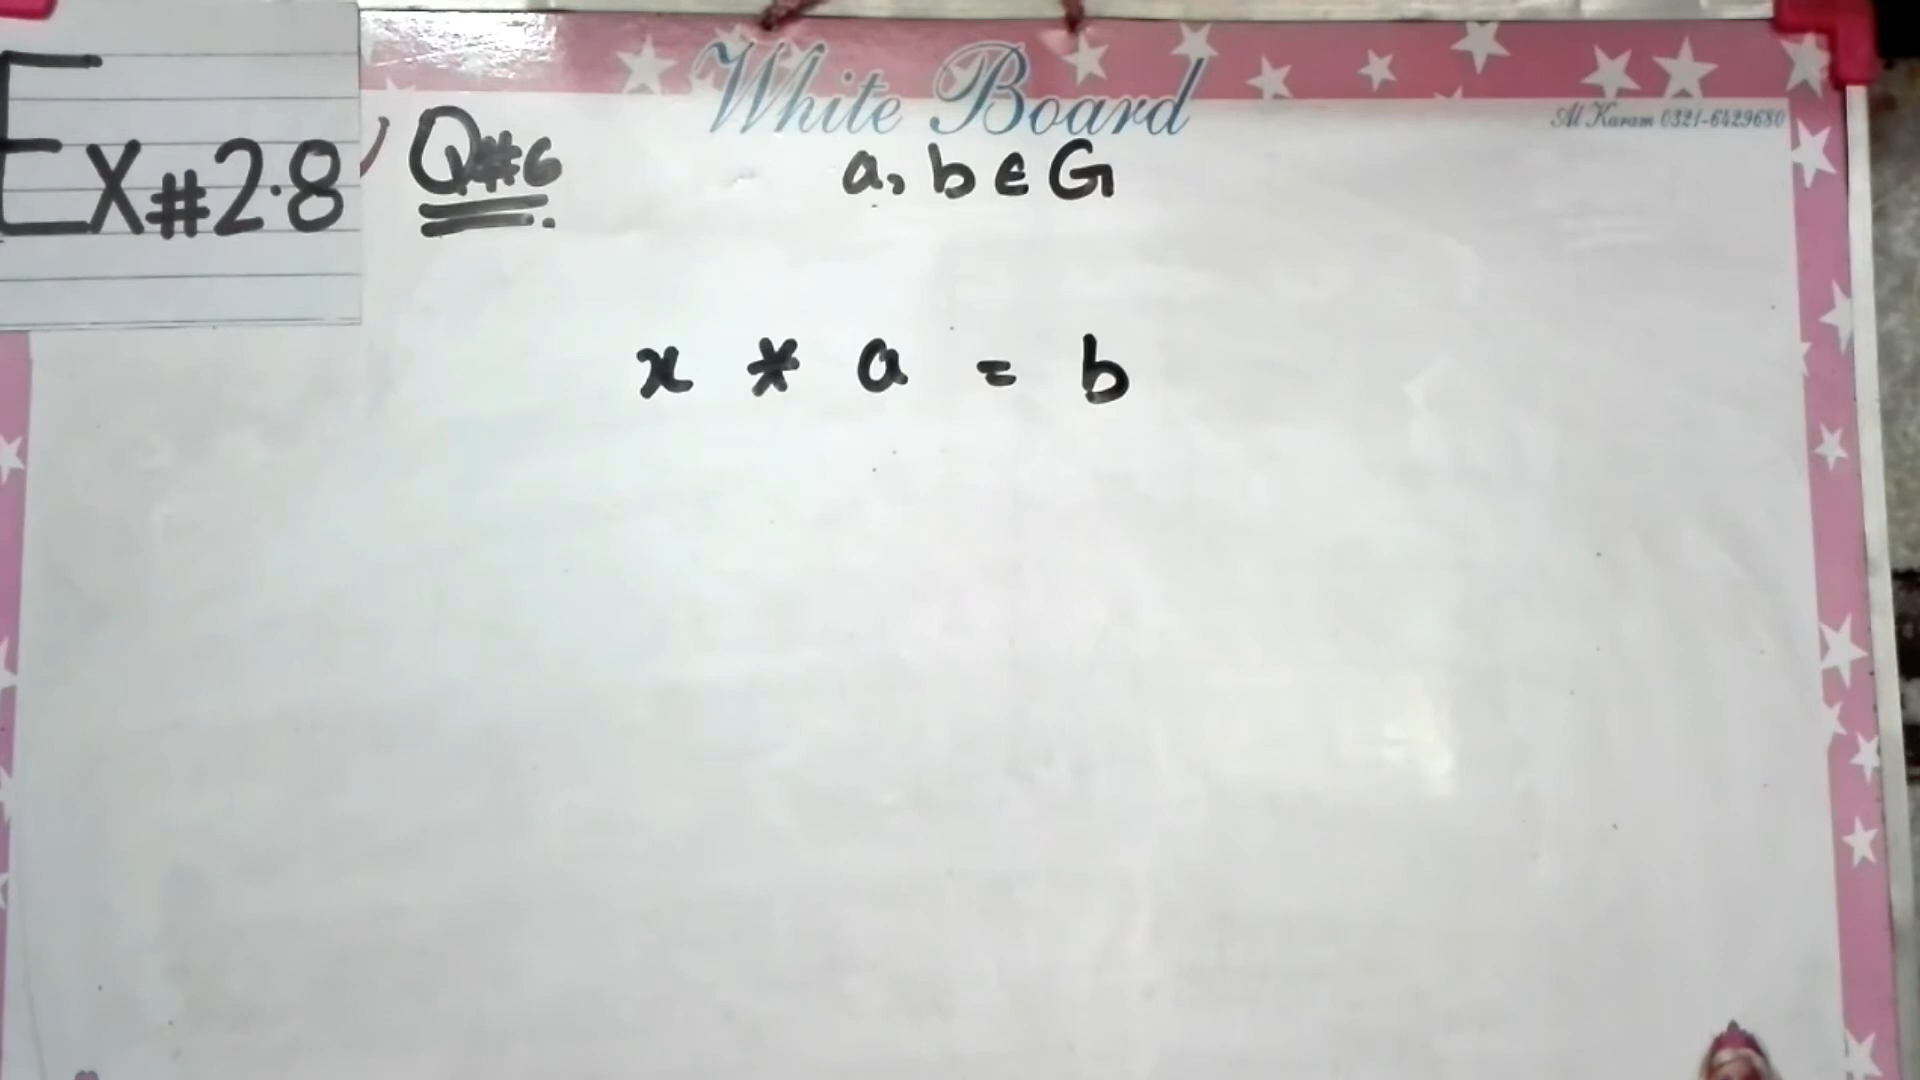 White Board
Al Karam 0321-6429680
Ex#2.8
Q#6
a, b ∈ G
x * a = b